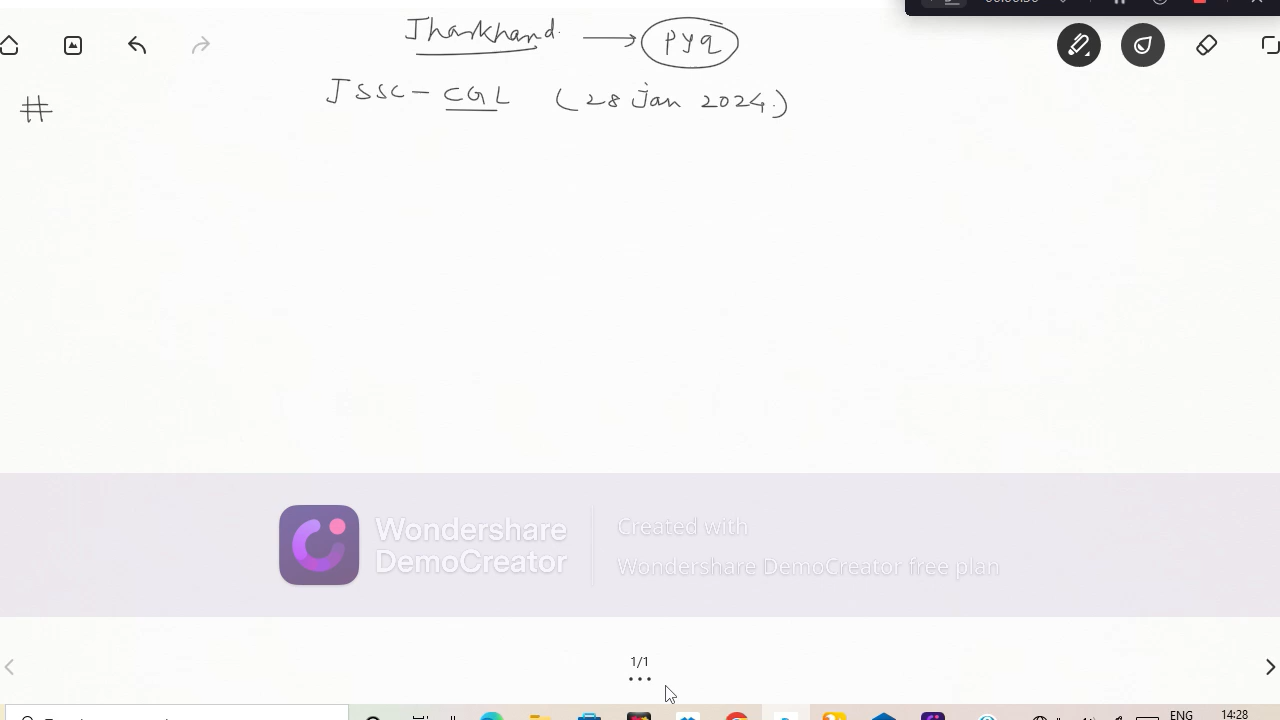 Jharkhand. → PYQ
# JSSC - CGL (28 Jan 2024.)
Wondershare DemoCreator
Created with
Wondershare DemoCreator free plan
1/1
ENG
14:28